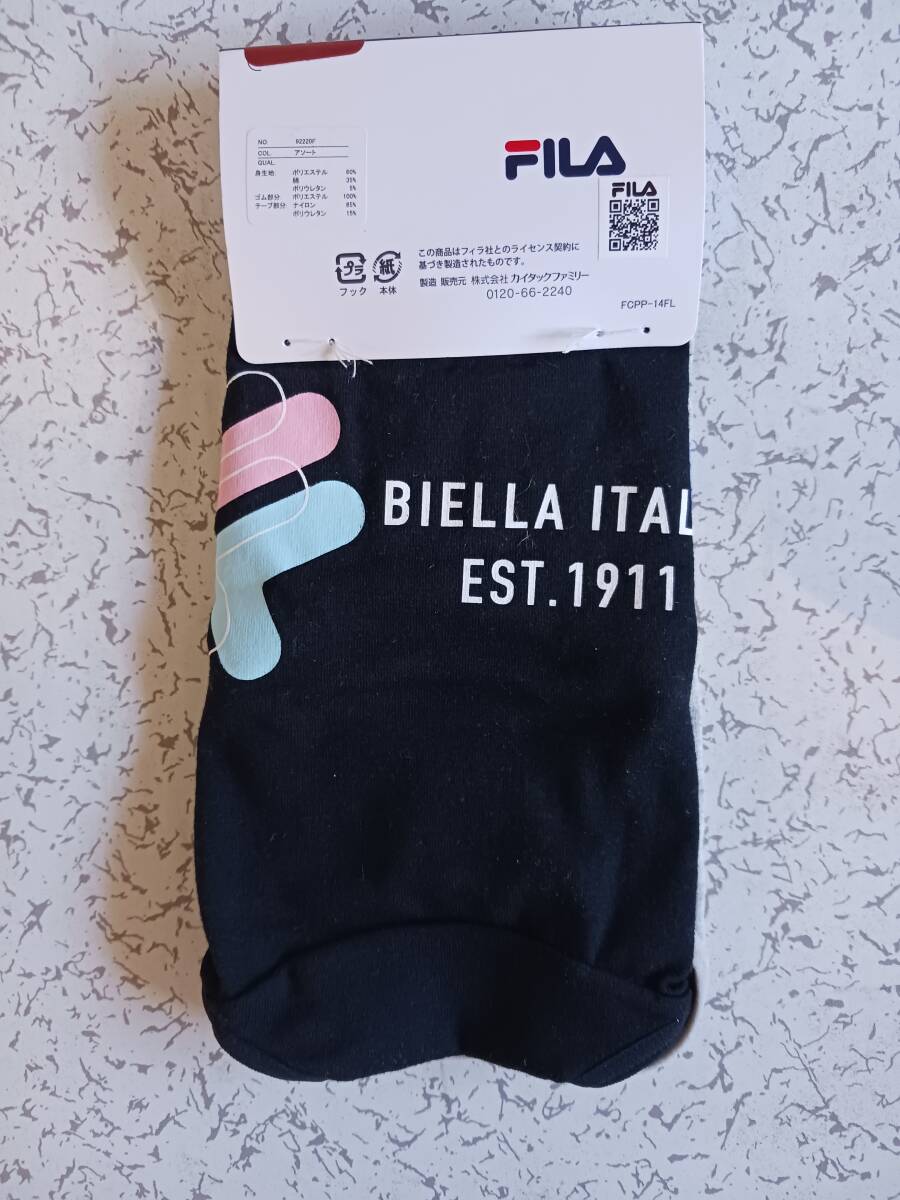 NO. 92220F
COL. アソート
QUAL.
身生地: ポリエステル 60%
綿 35%
ポリウレタン 5%
ゴム部分: ポリエステル 100%
テープ部分: ナイロン 85%
ポリウレタン 15%
FILA
FILA
プラ
フック
紙
本体
この商品はフィラ社とのライセンス契約に
基づき製造されたものです。
製造 販売元 株式会社 カイタックファミリー
0120-66-2240
FCPP-14FL
BIELLA ITAL
EST.1911